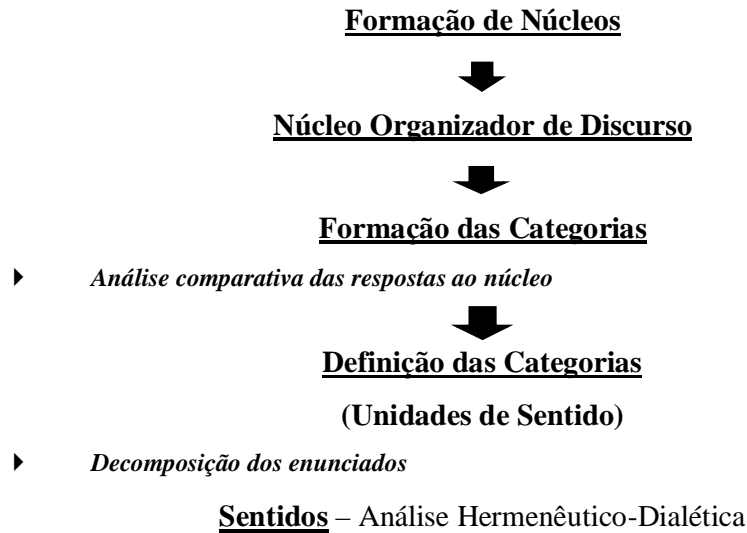 Formação de Núcleos
Núcleo Organizador de Discurso
Formação das Categorias
Análise comparativa das respostas ao núcleo
Definição das Categorias
(Unidades de Sentido)
Decomposição dos enunciados
Sentidos – Análise Hermenêutico-Dialética